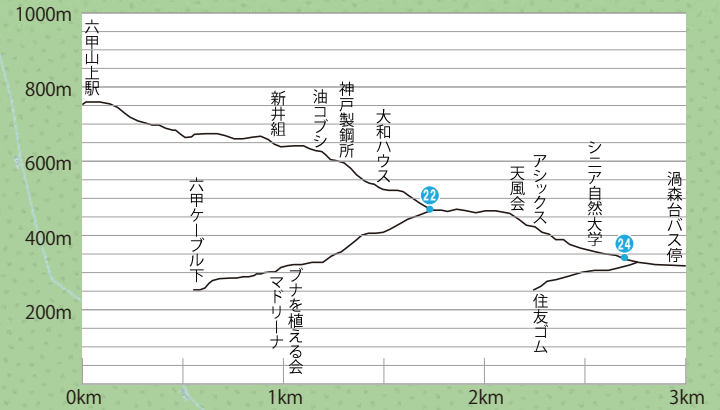 1000m
800m
600m
400m
200m
0km
1km
2km
3km
六甲山上駅
新井組
油コブシ
神戸製鋼所
大和ハウス
22
天風会
アシックス
シニア自然大学
24
渦森台バス停
六甲ケーブル下
マドリーナ
ブナを植える会
住友ゴム